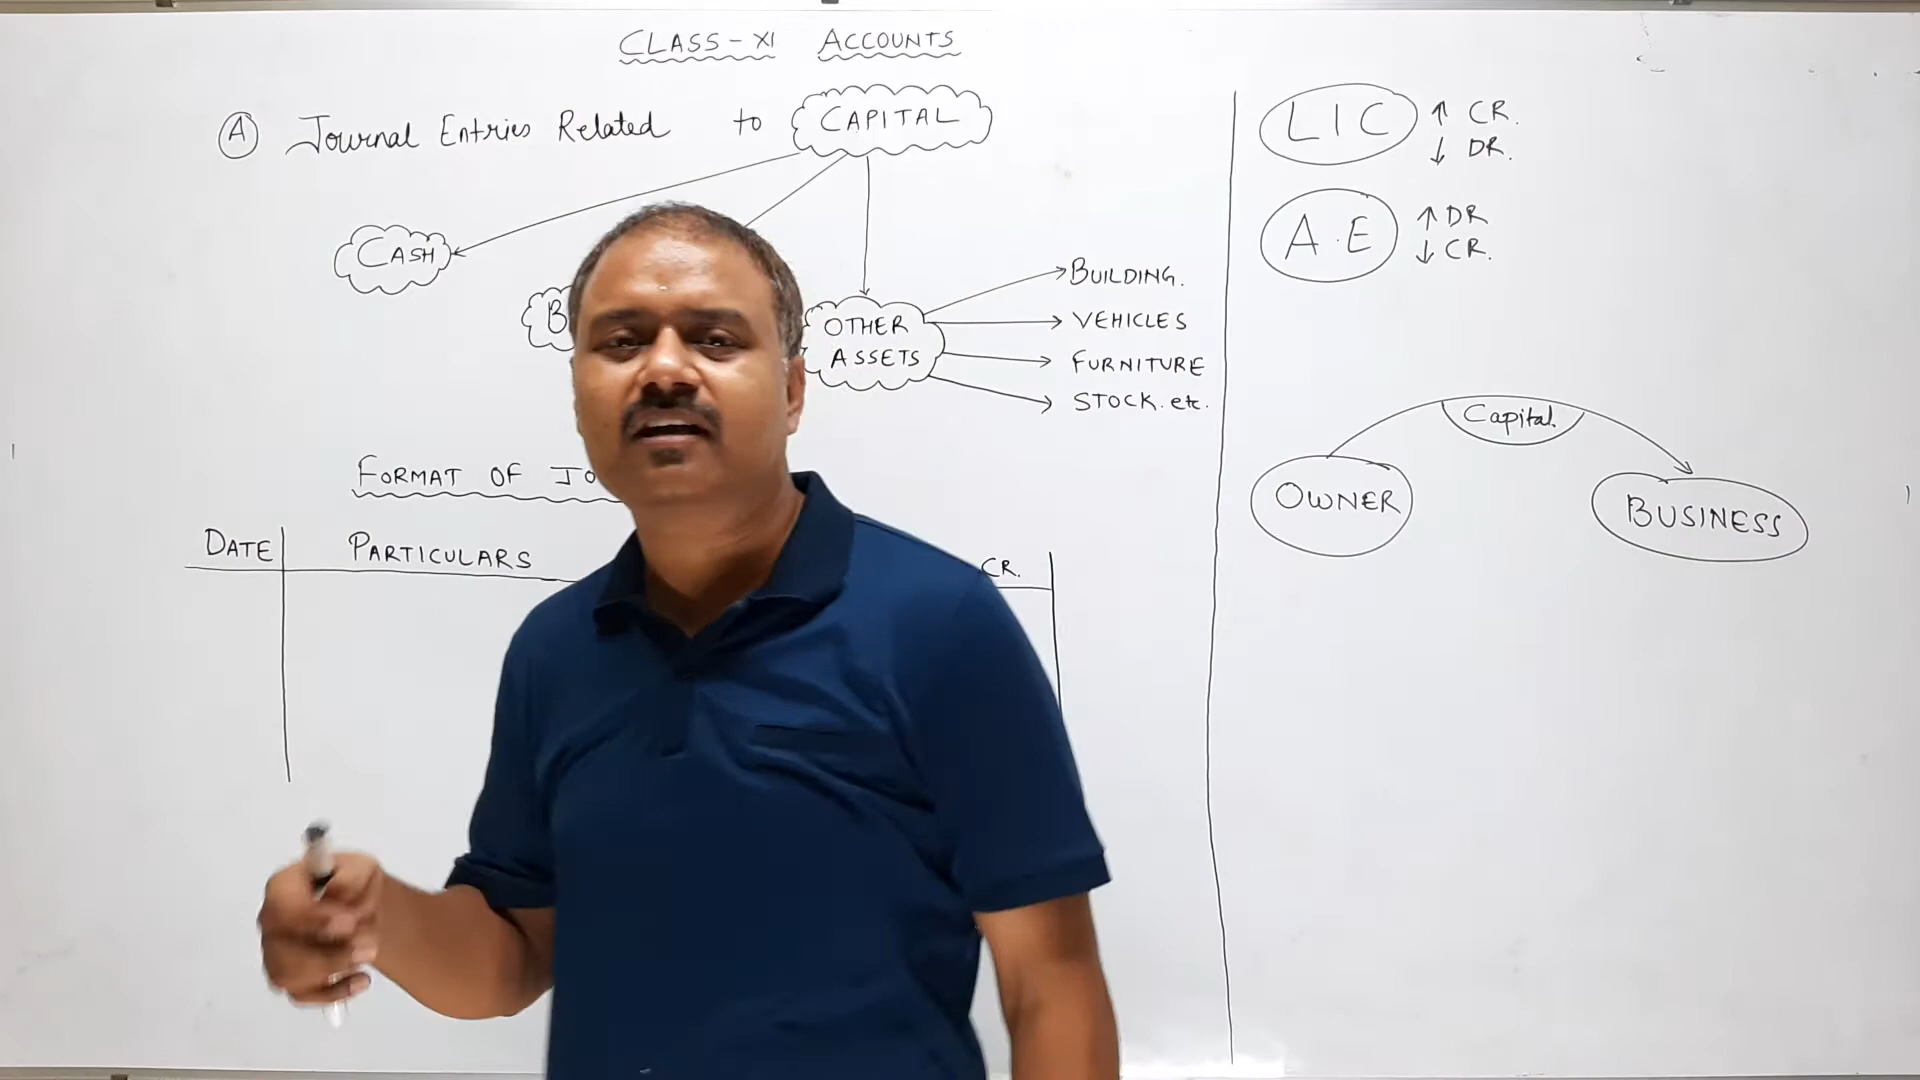 CLASS-XI ACCOUNTS
A Journal Entries Related to CAPITAL
CASH
OTHER
ASSETS
BUILDING.
VEHICLES
FURNITURE
STOCK. etc.
FORMAT OF
DATE PARTICULARS CR.
LIC ↑ CR.
↓ DR.
A.E ↑ DR
↓ CR.
Capital.
OWNER BUSINESS